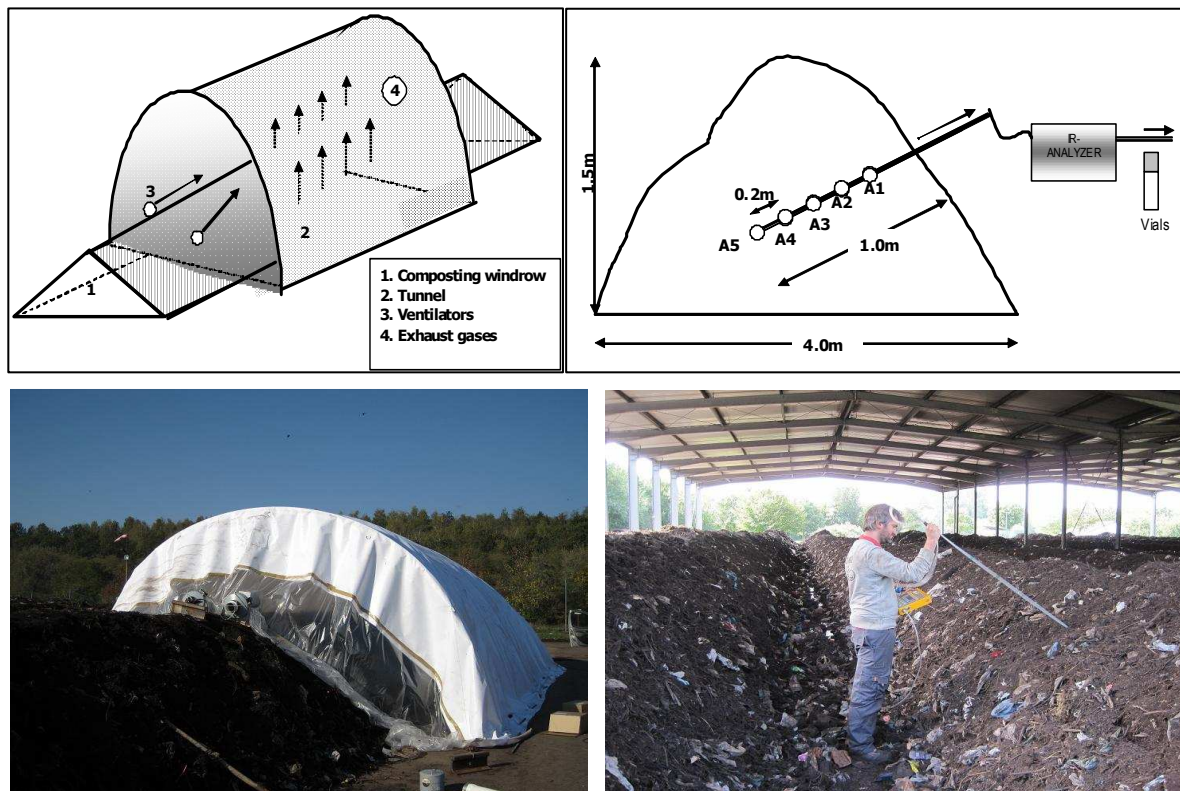 4
3
2
1
1. Composting windrow
2. Tunnel
3. Ventilators
4. Exhaust gases
1.5m
0.2m
A1
A2
A3
A4
A5
1.0m
4.0m
IR-
ANALYZER
Vials